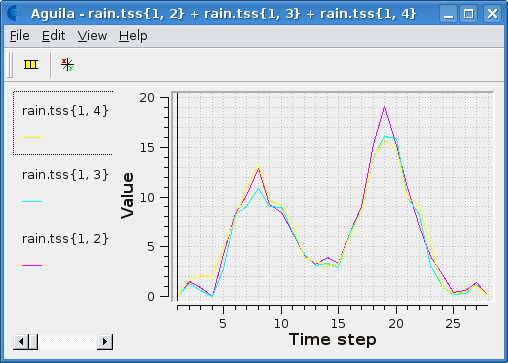 Aguila - rain.tss{1, 2} + rain.tss{1, 3} + rain.tss{1, 4}
File Edit View Help
rain.tss{1, 4}
rain.tss{1, 3}
rain.tss{1, 2}
Value
20
15
10
5
0
5 10 15 20 25
Time step